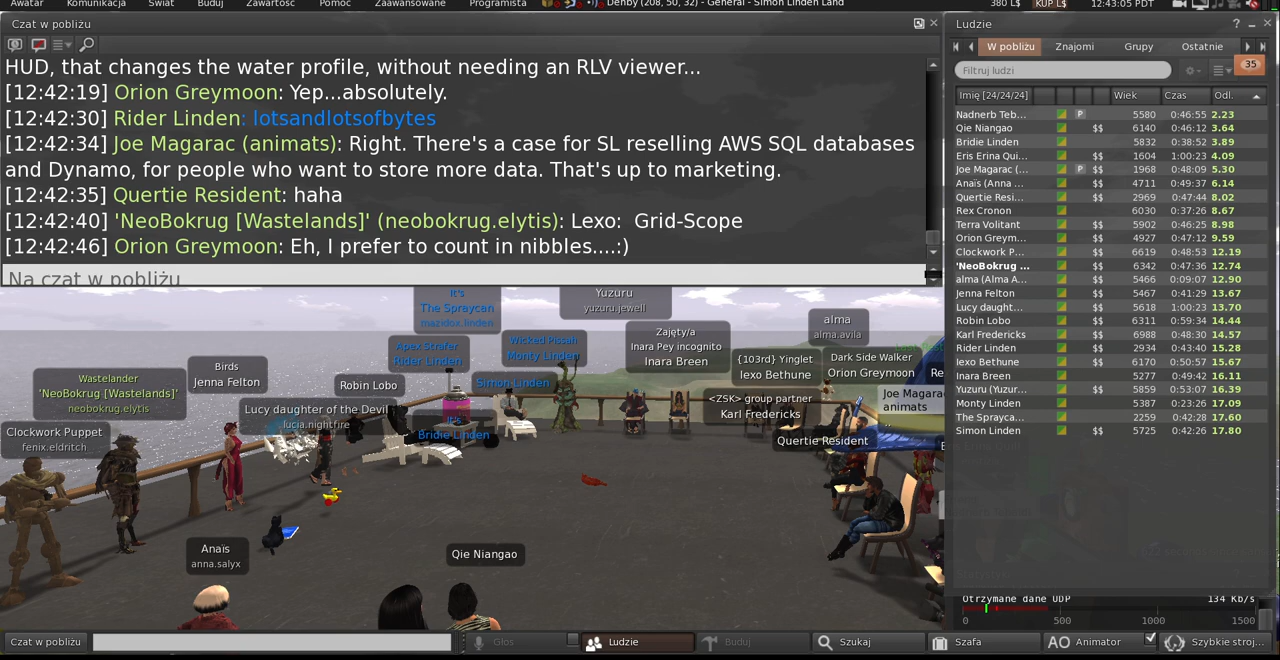 Awatar Komunikacja Świat Buduj Zawartość Pomoc Zaawansowane Programista Denby (208, 50, 32) - General - Simon Linden Land 380 L$ KUP L$ 12:43:05 PDT
Czat w pobliżu
HUD, that changes the water profile, without needing an RLV viewer...
[12:42:19] Orion Greymoon: Yep...absolutely.
[12:42:30] Rider Linden: lotsandlotsofbytes
[12:42:34] Joe Magarac (animats): Right. There's a case for SL reselling AWS SQL databases
and Dynamo, for people who want to store more data. That's up to marketing.
[12:42:35] Quertie Resident: haha
[12:42:40] 'NeoBokrug [Wastelands]' (neobokrug.elytis): Lexo:  Grid-Scope
[12:42:46] Orion Greymoon: Eh, I prefer to count in nibbles....:)
Na czat w pobliżu
It's
The Spraycan
mazidox.linden
Yuzuru
yuzuru.jewell
alma
alma.avila
Apex Strafer
Rider Linden
Wicked Pissah
Monty Linden
Zajęty/a
Inara Pey incognito
Inara Breen
{103rd} Yinglet
lexo Bethune
Dark Side Walker
Orion Greymoon
Re
Birds
Jenna Felton
Wastelander
'NeoBokrug [Wastelands]'
neobokrug.elytis
Robin Lobo
Simon Linden
<ZSK> group partner
Karl Fredericks
Joe Magarac
animats
..
Lucy daughter of the Devil
lucia.nightfire
It's
Bridie Linden
Clockwork Puppet
fenix.eldritch
Quertie Resident
E
Anaïs
anna.salyx
Qie Niangao
Ludzie
?
W pobliżu Znajomi Grupy Ostatnie
Filtruj ludzi
35
Imię [24/24/24] Wiek Czas Odl.
Nadnerb Teb... P 5580 0:46:55 2.23
Qie Niangao $$ 6140 0:46:12 3.64
Bridie Linden 5832 0:38:52 3.89
Eris Erina Qui... $$ 1604 1:00:23 4.09
Joe Magarac (... P $$ 1968 0:48:09 5.30
Anaïs (Anna ... $$ 4711 0:49:37 6.14
Quertie Resi... $$ 2969 0:47:44 8.02
Rex Cronon 6030 0:37:26 8.67
Terra Volitant $$ 5902 0:46:25 8.98
Orion Greym... $$ 4927 0:47:12 9.59
Clockwork P... $$ 6619 0:48:53 12.19
'NeoBokrug ... $$ 6342 0:47:36 12.74
alma (Alma A... $$ 5466 0:09:07 12.90
Jenna Felton $$ 5467 0:41:29 13.67
Lucy daught... $$ 5618 1:00:23 13.70
Robin Lobo $$ 6311 0:59:34 14.44
Karl Fredericks $$ 6988 0:48:30 14.57
Rider Linden $$ 2934 0:43:40 15.28
lexo Bethune $$ 6170 0:50:57 15.67
Inara Breen 5277 0:49:42 16.11
Yuzuru (Yuzur... $$ 5859 0:53:07 16.39
Monty Linden 5387 0:23:26 17.09
The Sprayca... 2259 0:42:28 17.60
Simon Linden $$ 5725 0:42:26 17.80
Otrzymane dane UDP 134 Kb/s
0 500 1000 1500
Czat w pobliżu Głos Ludzie Buduj Szukaj Szafa AO Animator Szybkie stroj...